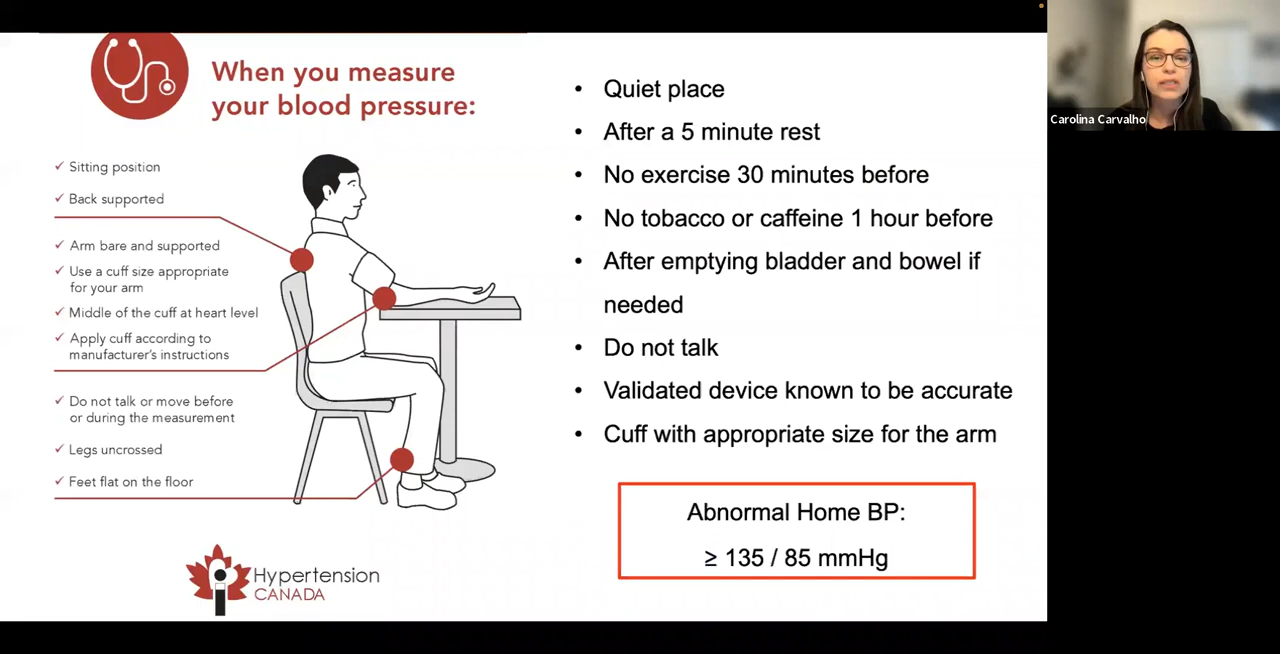 When you measure
your blood pressure:
✓ Sitting position
✓ Back supported
✓ Arm bare and supported
✓ Use a cuff size appropriate
for your arm
✓ Middle of the cuff at heart level
✓ Apply cuff according to
manufacturer's instructions
✓ Do not talk or move before
or during the measurement
✓ Legs uncrossed
✓ Feet flat on the floor
Hypertension
CANADA
• Quiet place
• After a 5 minute rest
• No exercise 30 minutes before
• No tobacco or caffeine 1 hour before
• After emptying bladder and bowel if
needed
• Do not talk
• Validated device known to be accurate
• Cuff with appropriate size for the arm
Abnormal Home BP:
≥ 135 / 85 mmHg
Carolina Carvalho